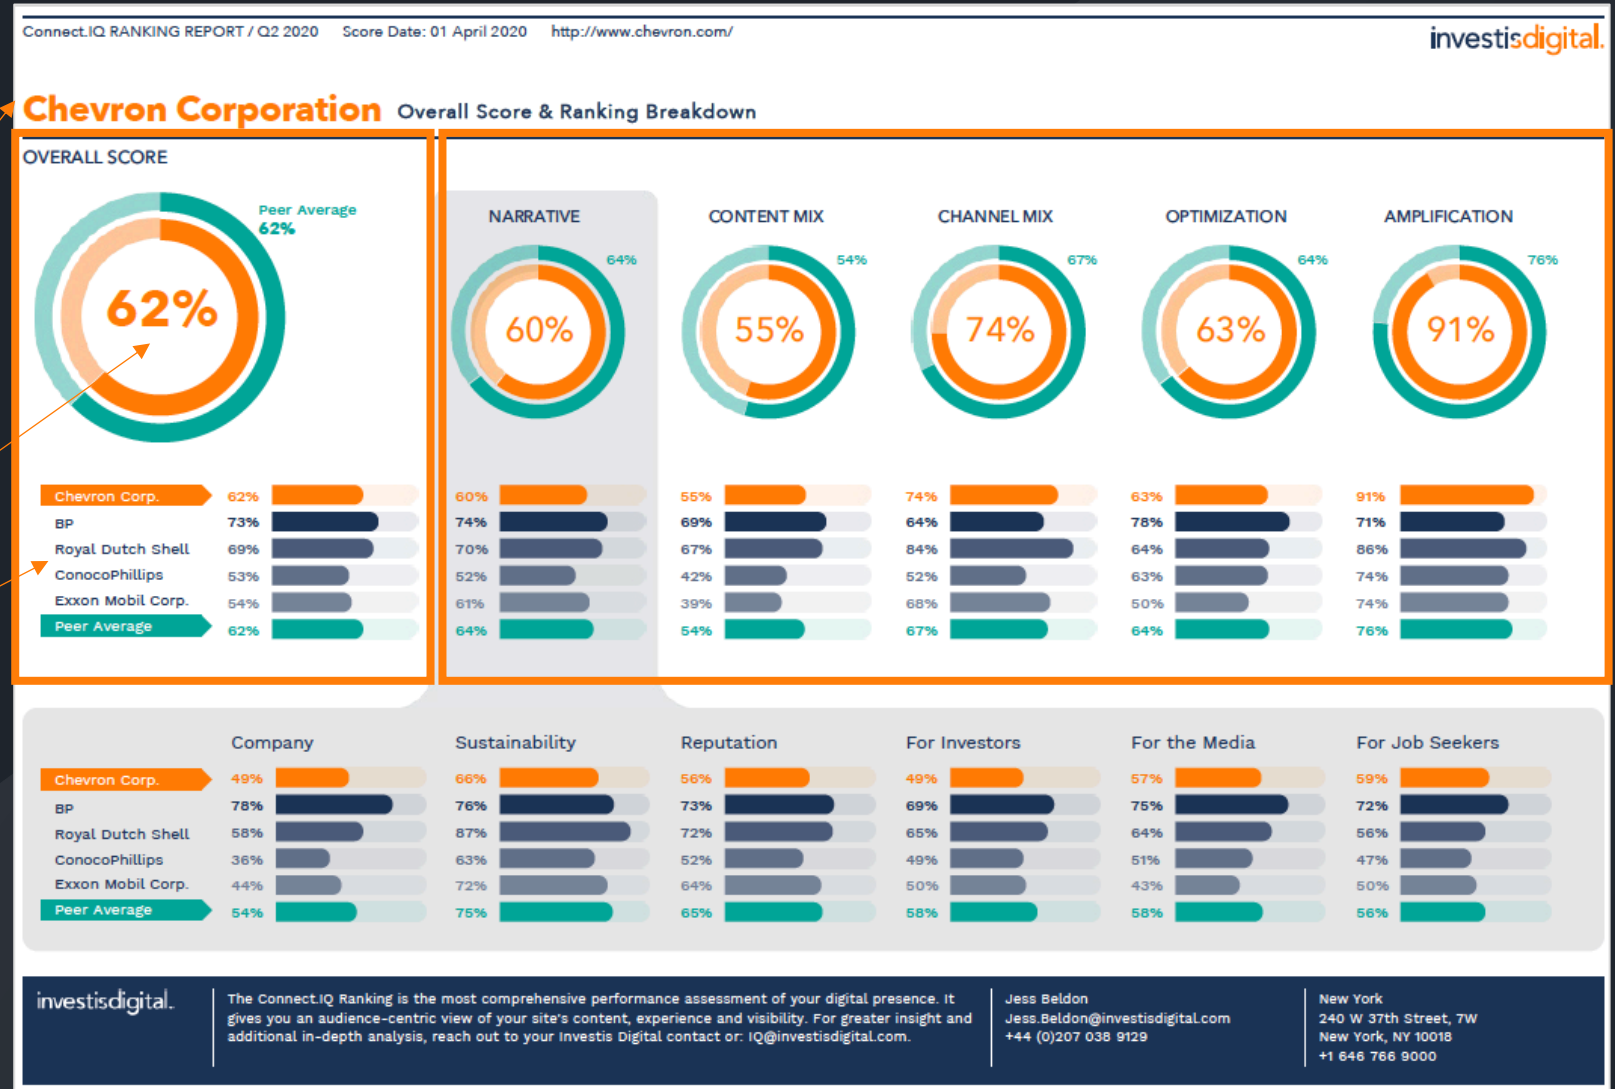 Connect.IQ RANKING REPORT / Q2 2020 Score Date: 01 April 2020 http://www.chevron.com/
investisdigital.
Chevron Corporation Overall Score & Ranking Breakdown
OVERALL SCORE
Peer Average
62%
62%
NARRATIVE
64%
60%
CONTENT MIX
54%
55%
CHANNEL MIX
67%
74%
OPTIMIZATION
64%
63%
AMPLIFICATION
76%
91%
Chevron Corp. 62% 60% 55% 74% 63% 91%
BP 73% 74% 69% 64% 78% 71%
Royal Dutch Shell 69% 70% 67% 84% 64% 86%
ConocoPhillips 53% 52% 42% 52% 63% 74%
Exxon Mobil Corp. 54% 61% 39% 68% 50% 74%
Peer Average 62% 64% 54% 67% 64% 76%
Company Sustainability Reputation For Investors For the Media For Job Seekers
Chevron Corp. 49% 66% 56% 49% 57% 59%
BP 78% 76% 73% 69% 75% 72%
Royal Dutch Shell 58% 87% 72% 65% 64% 56%
ConocoPhillips 36% 63% 52% 49% 51% 47%
Exxon Mobil Corp. 44% 72% 64% 50% 43% 50%
Peer Average 54% 75% 65% 58% 58% 56%
investisdigital.
The Connect.IQ Ranking is the most comprehensive performance assessment of your digital presence. It
gives you an audience-centric view of your site's content, experience and visibility. For greater insight and
additional in-depth analysis, reach out to your Investis Digital contact or: IQ@investisdigital.com.
Jess Beldon
Jess.Beldon@investisdigital.com
+44 (0)207 038 9129
New York
240 W 37th Street, 7W
New York, NY 10018
+1 646 766 9000